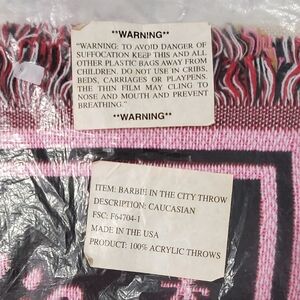 **WARNING**
"WARNING: TO AVOID DANGER OF
SUFFOCATION KEEP THIS AND ALL
OTHER PLASTIC BAGS AWAY FROM
CHILDREN. DO NOT USE IN CRIBS,
BEDS, CARRIAGES OR PLAYPENS.
THE THIN FILM MAY CLING TO
NOSE AND MOUTH AND PREVENT
BREATHING."
**WARNING**
ITEM: BARBIE IN THE CITY THROW
DESCRIPTION: CAUCASIAN
FSC: F64704-1
MADE IN THE USA
PRODUCT: 100% ACRYLIC THROWS